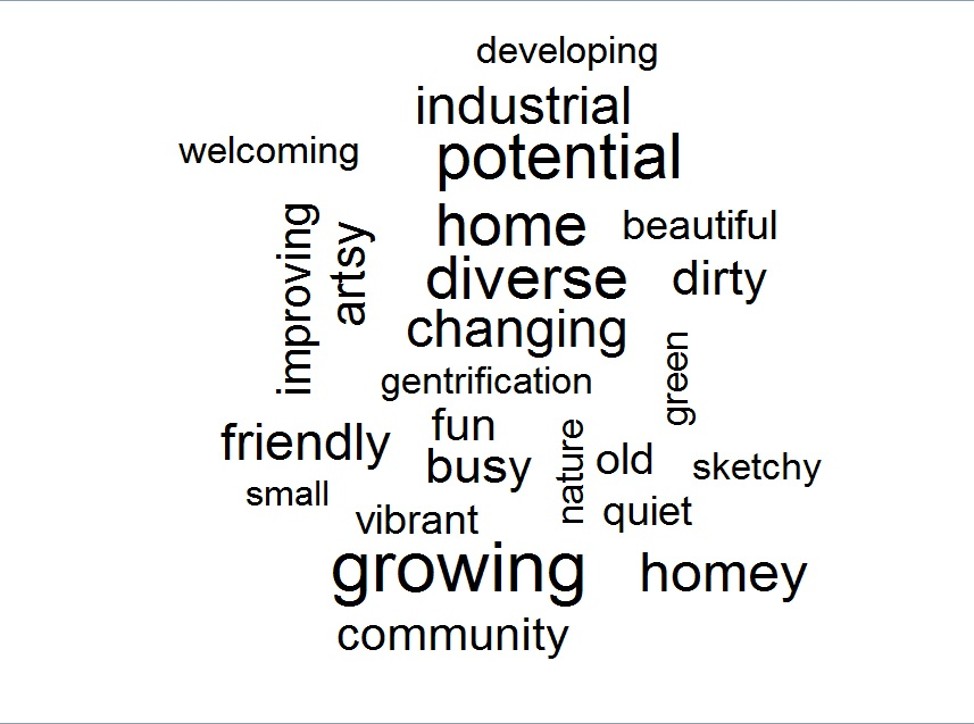 developing
industrial
welcoming
potential
improving
artsy
home
beautiful
diverse
dirty
changing
green
gentrification
friendly
fun
busy
nature
old
sketchy
small
vibrant
quiet
growing
homey
community